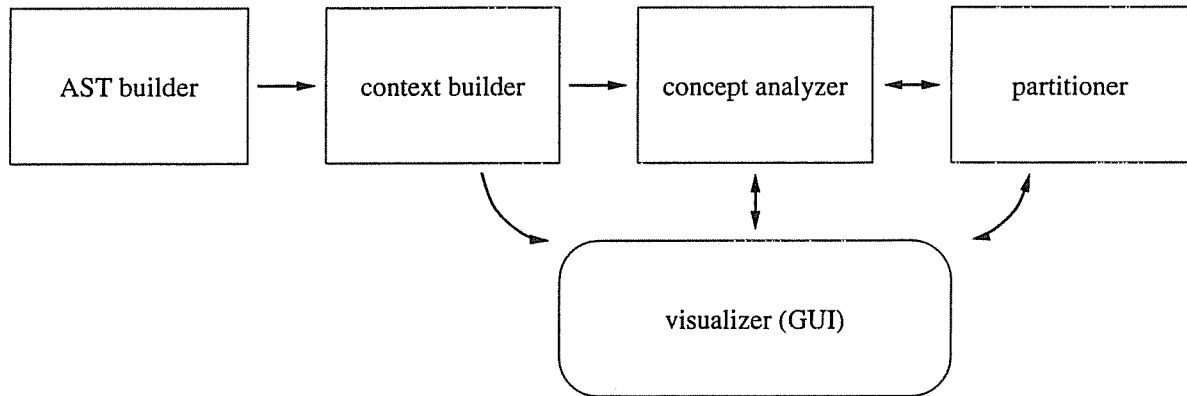 AST builder
context builder
concept analyzer
partitioner
visualizer (GUI)